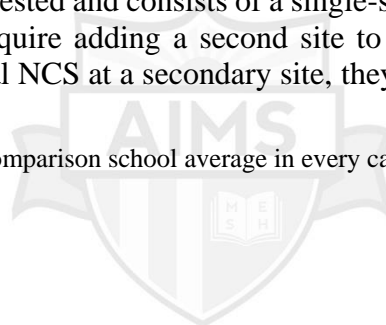 ested and consists of a single-s
quire adding a second site to
l NCS at a secondary site, they
omparison school average in every ca
AIMS
M E
S H